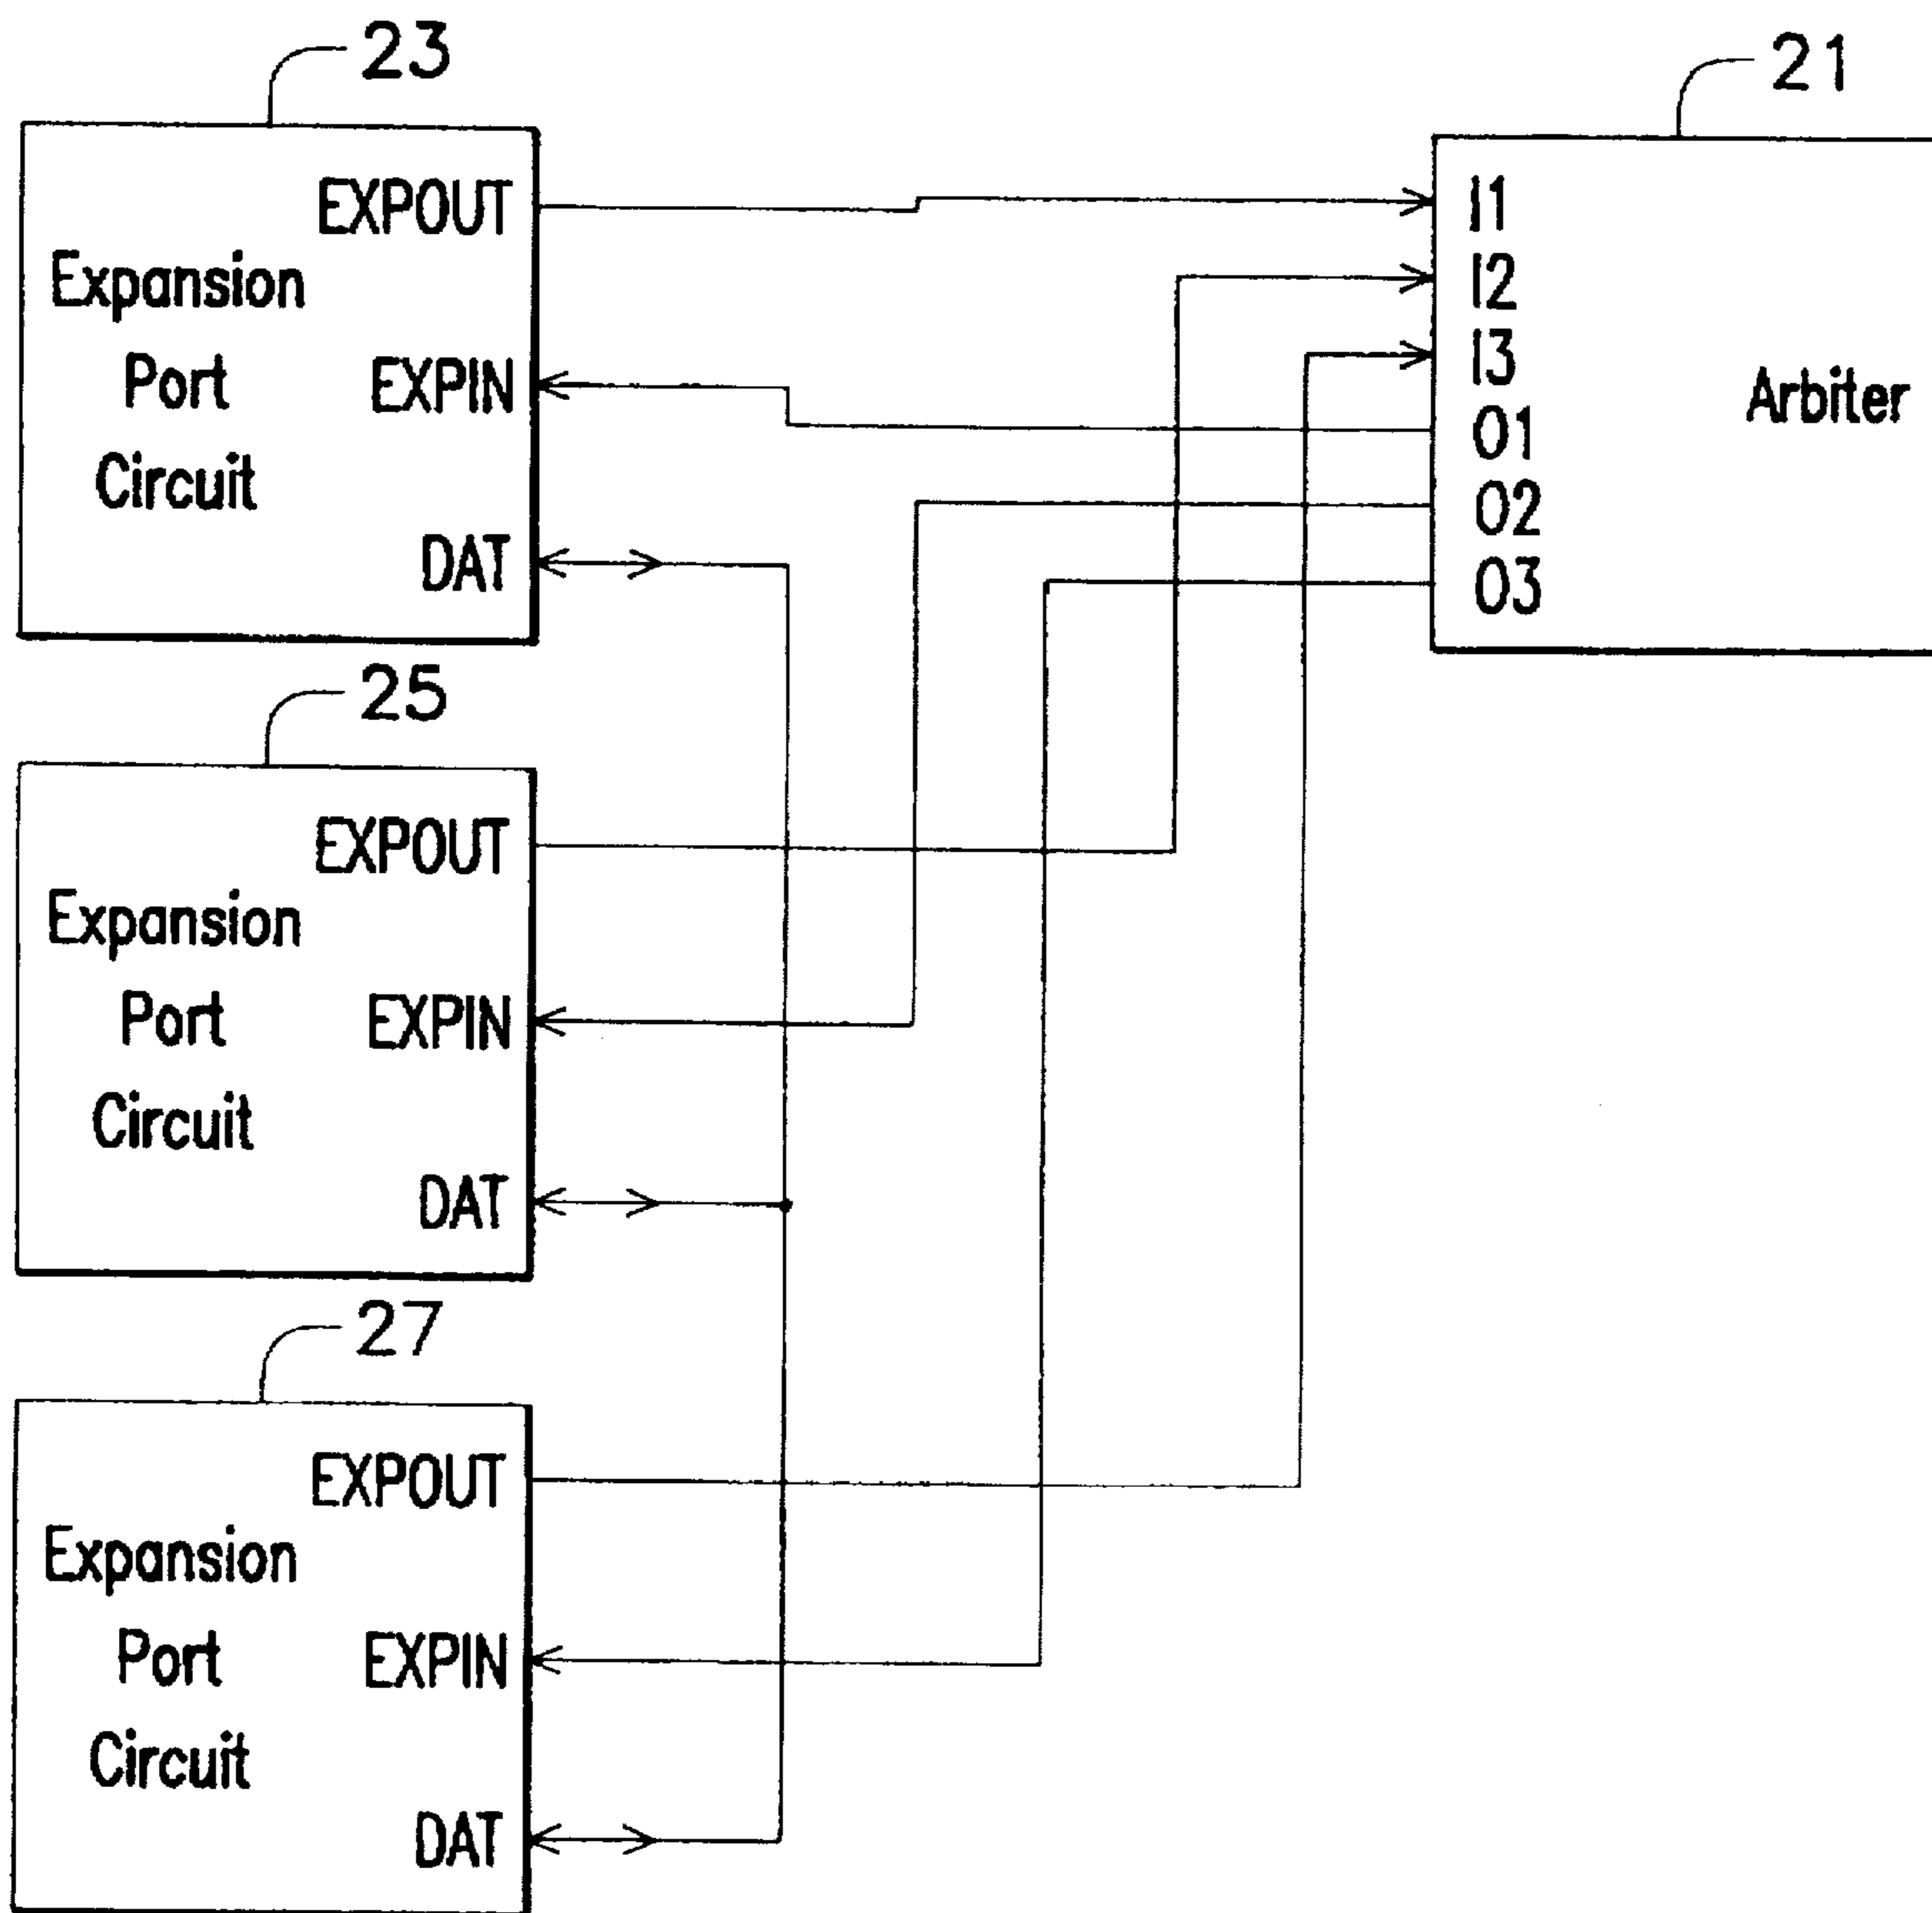 23
EXPOUT
Expansion
Port
EXPIN
Circuit
DAT
21
I1
I2
I3
O1
O2
O3
Arbiter
25
EXPOUT
Expansion
Port
EXPIN
Circuit
DAT
27
EXPOUT
Expansion
Port
EXPIN
Circuit
DAT